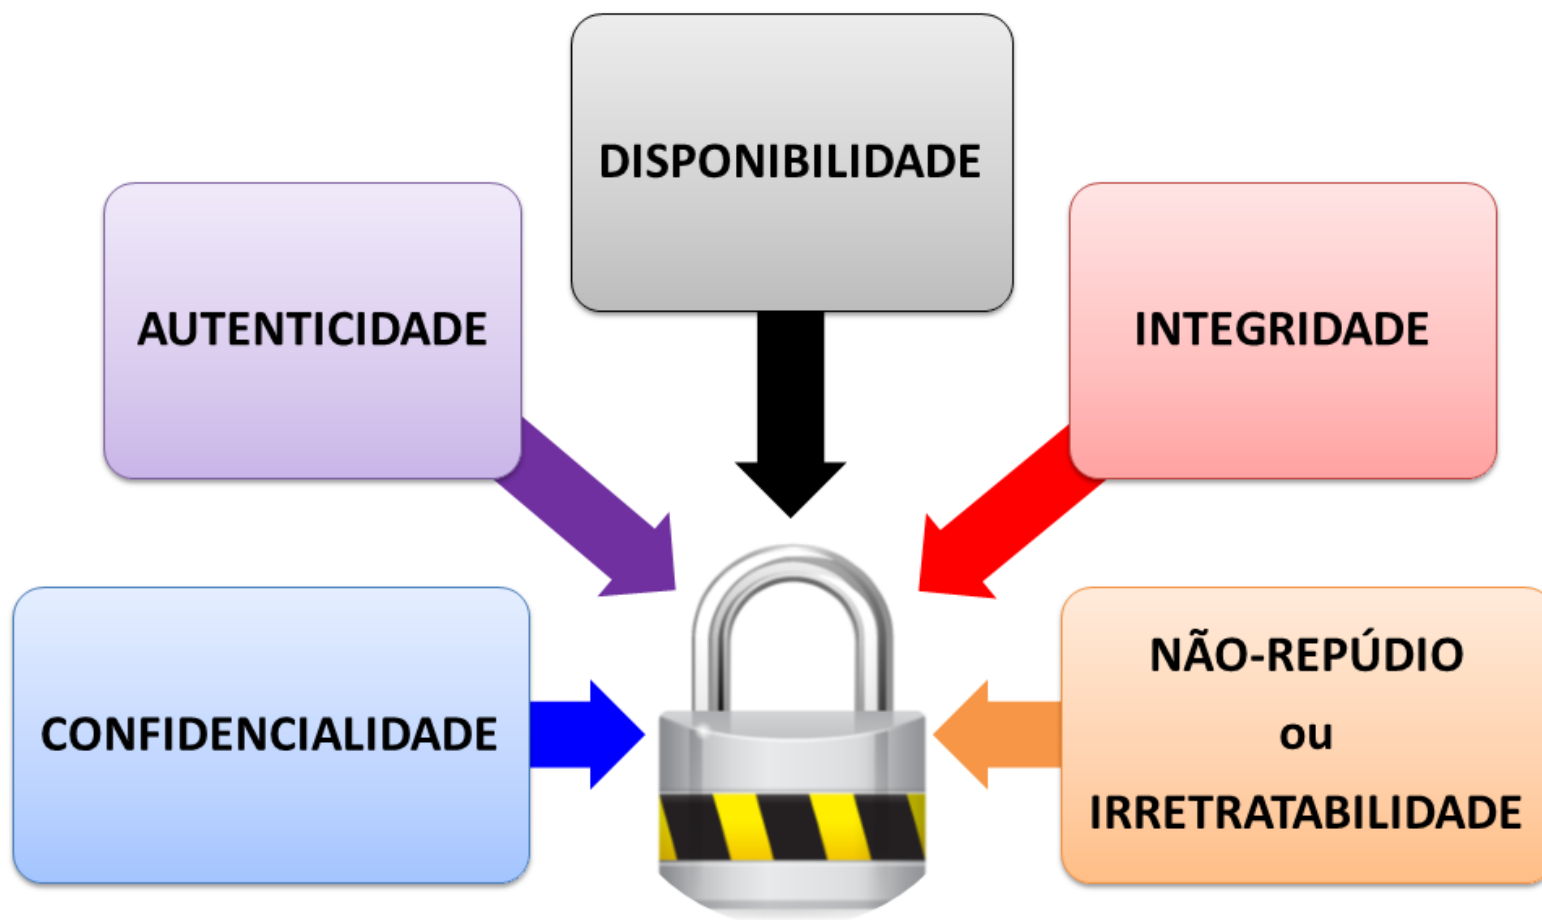 DISPONIBILIDADE
AUTENTICIDADE
INTEGRIDADE
CONFIDENCIALIDADE
NÃO-REPÚDIO
ou
IRRETRATABILIDADE